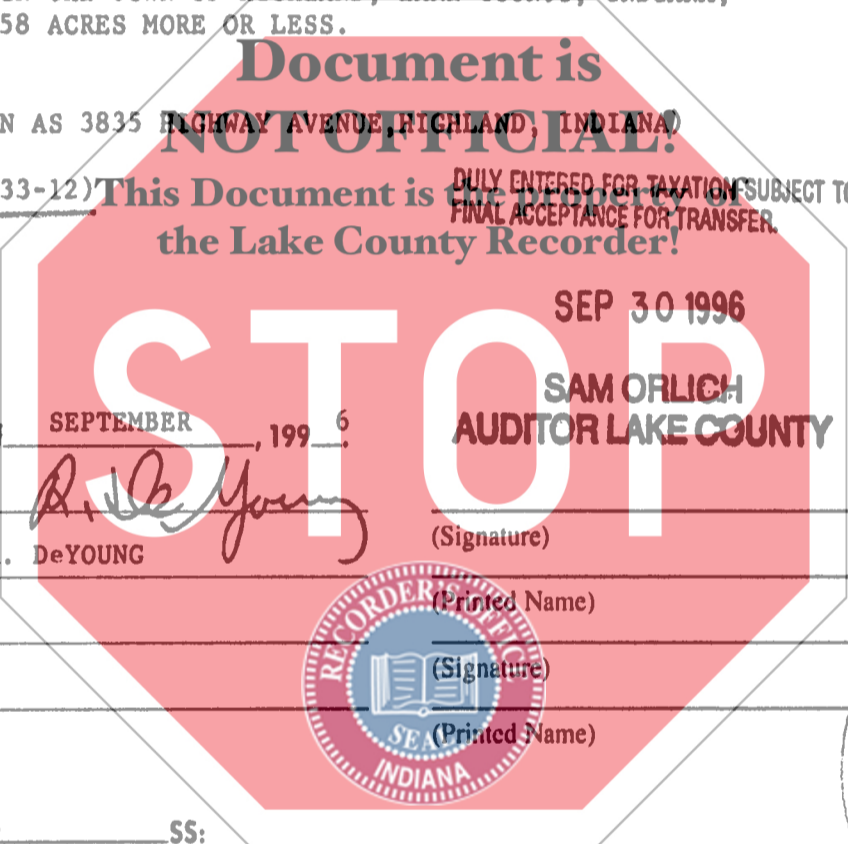 58 ACRES MORE OR LESS.
Document is
N AS 3835 HIGHWAY AVENUE, HIGHLAND, INDIANA)
NOT OFFICIAL!
33-12)
This Document is the property of
the Lake County Recorder!
DULY ENTERED FOR TAXATION SUBJECT TO
FINAL ACCEPTANCE FOR TRANSFER.
SEP 30 1996
STOP
SAM ORLICH
AUDITOR LAKE COUNTY
SEPTEMBER, 1996
R. De Young
(Signature)
. DeYOUNG
(Printed Name)
(Signature)
(Printed Name)
RECORDER'S OFFICE
SEAL
INDIANA
SS: